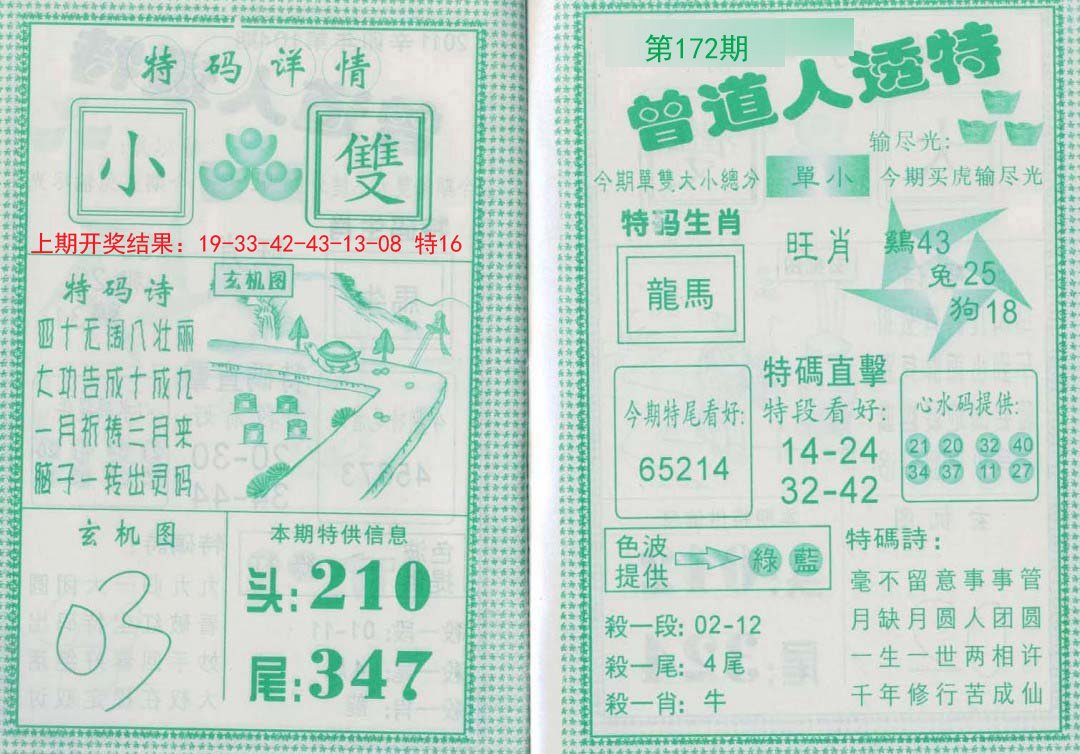 特码详情
小
雙
上期开奖结果：19-33-42-43-13-08 特16
特码诗
四十无阔八壮丽
大功告成十成九
一月祈祷三月来
脑子一转出灵码
玄机图
玄机图
本期特供信息
头:210
尾:347
第172期
曾道人透特
输尽光:
今期單雙大小總分
單小
今期买虎输尽光
特码生肖
龍馬
旺肖
鷄43
兔25
狗18
今期特尾看好:
65214
特碼直擊
特段看好:
14-24
32-42
心水码提供:
21 20 32 40
34 37 11 27
色波
提供
綠 藍
殺一段: 02-12
殺一尾: 4尾
殺一肖: 牛
特碼詩:
毫不留意事事管
月缺月圆人团圆
一生一世两相许
千年修行苦成仙